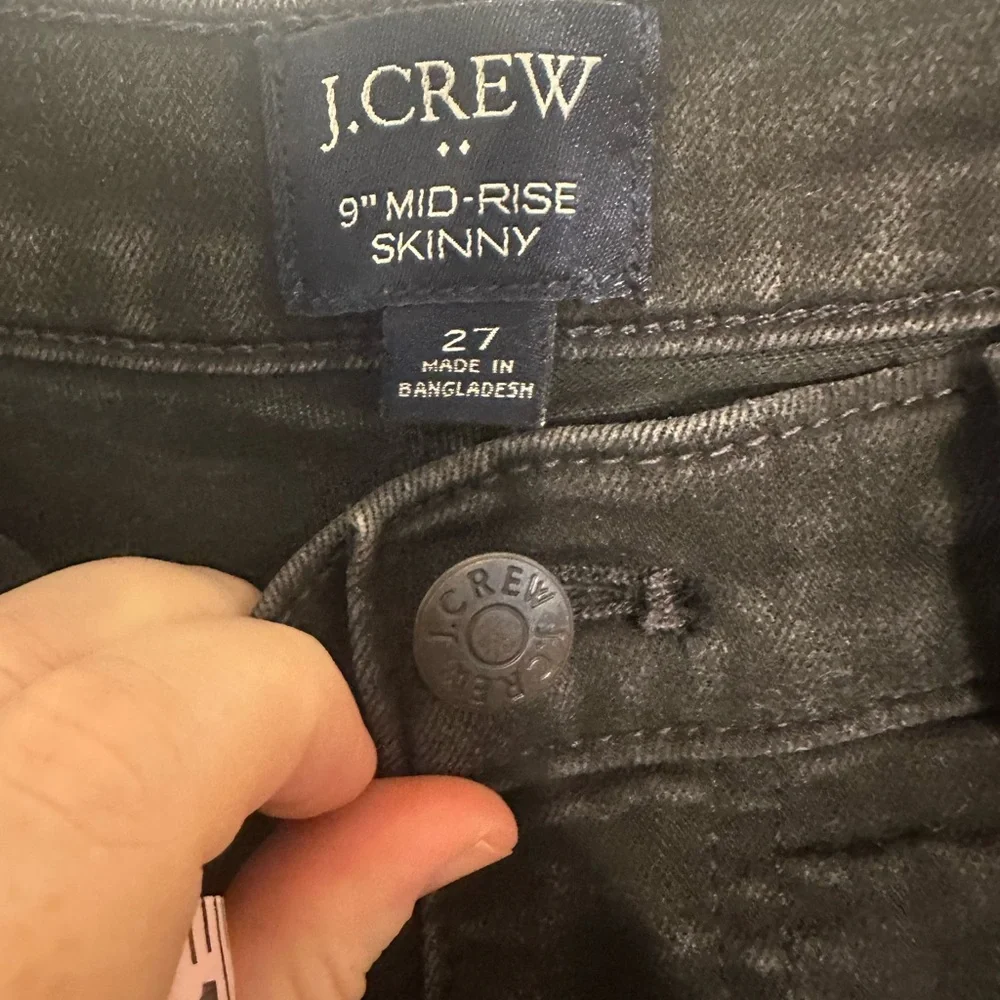 J.CREW
9" MID-RISE
SKINNY
27
MADE IN
BANGLADESH
J.CREW J.CREW